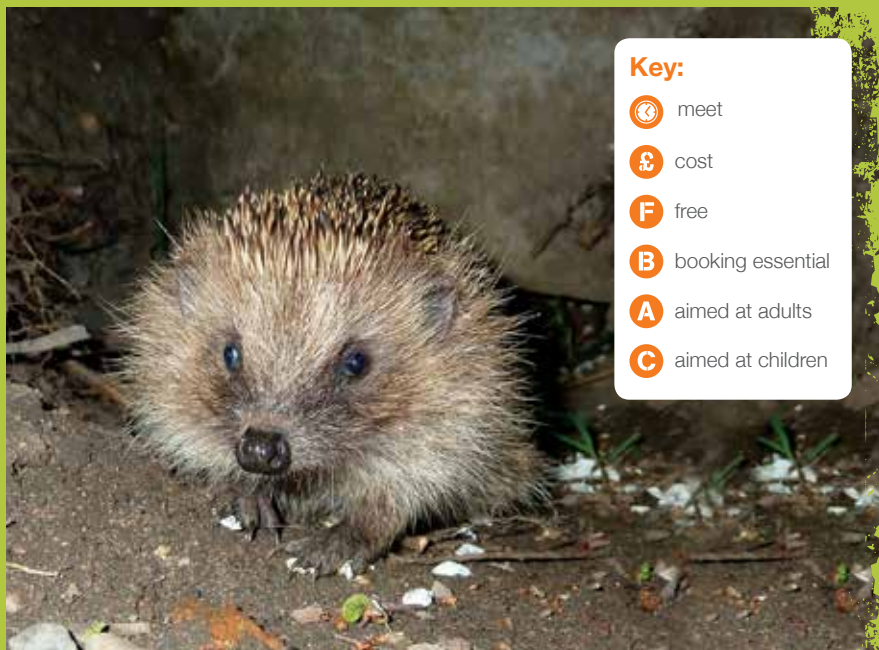 Key:
meet
£ cost
F free
B booking essential
A aimed at adults
C aimed at children